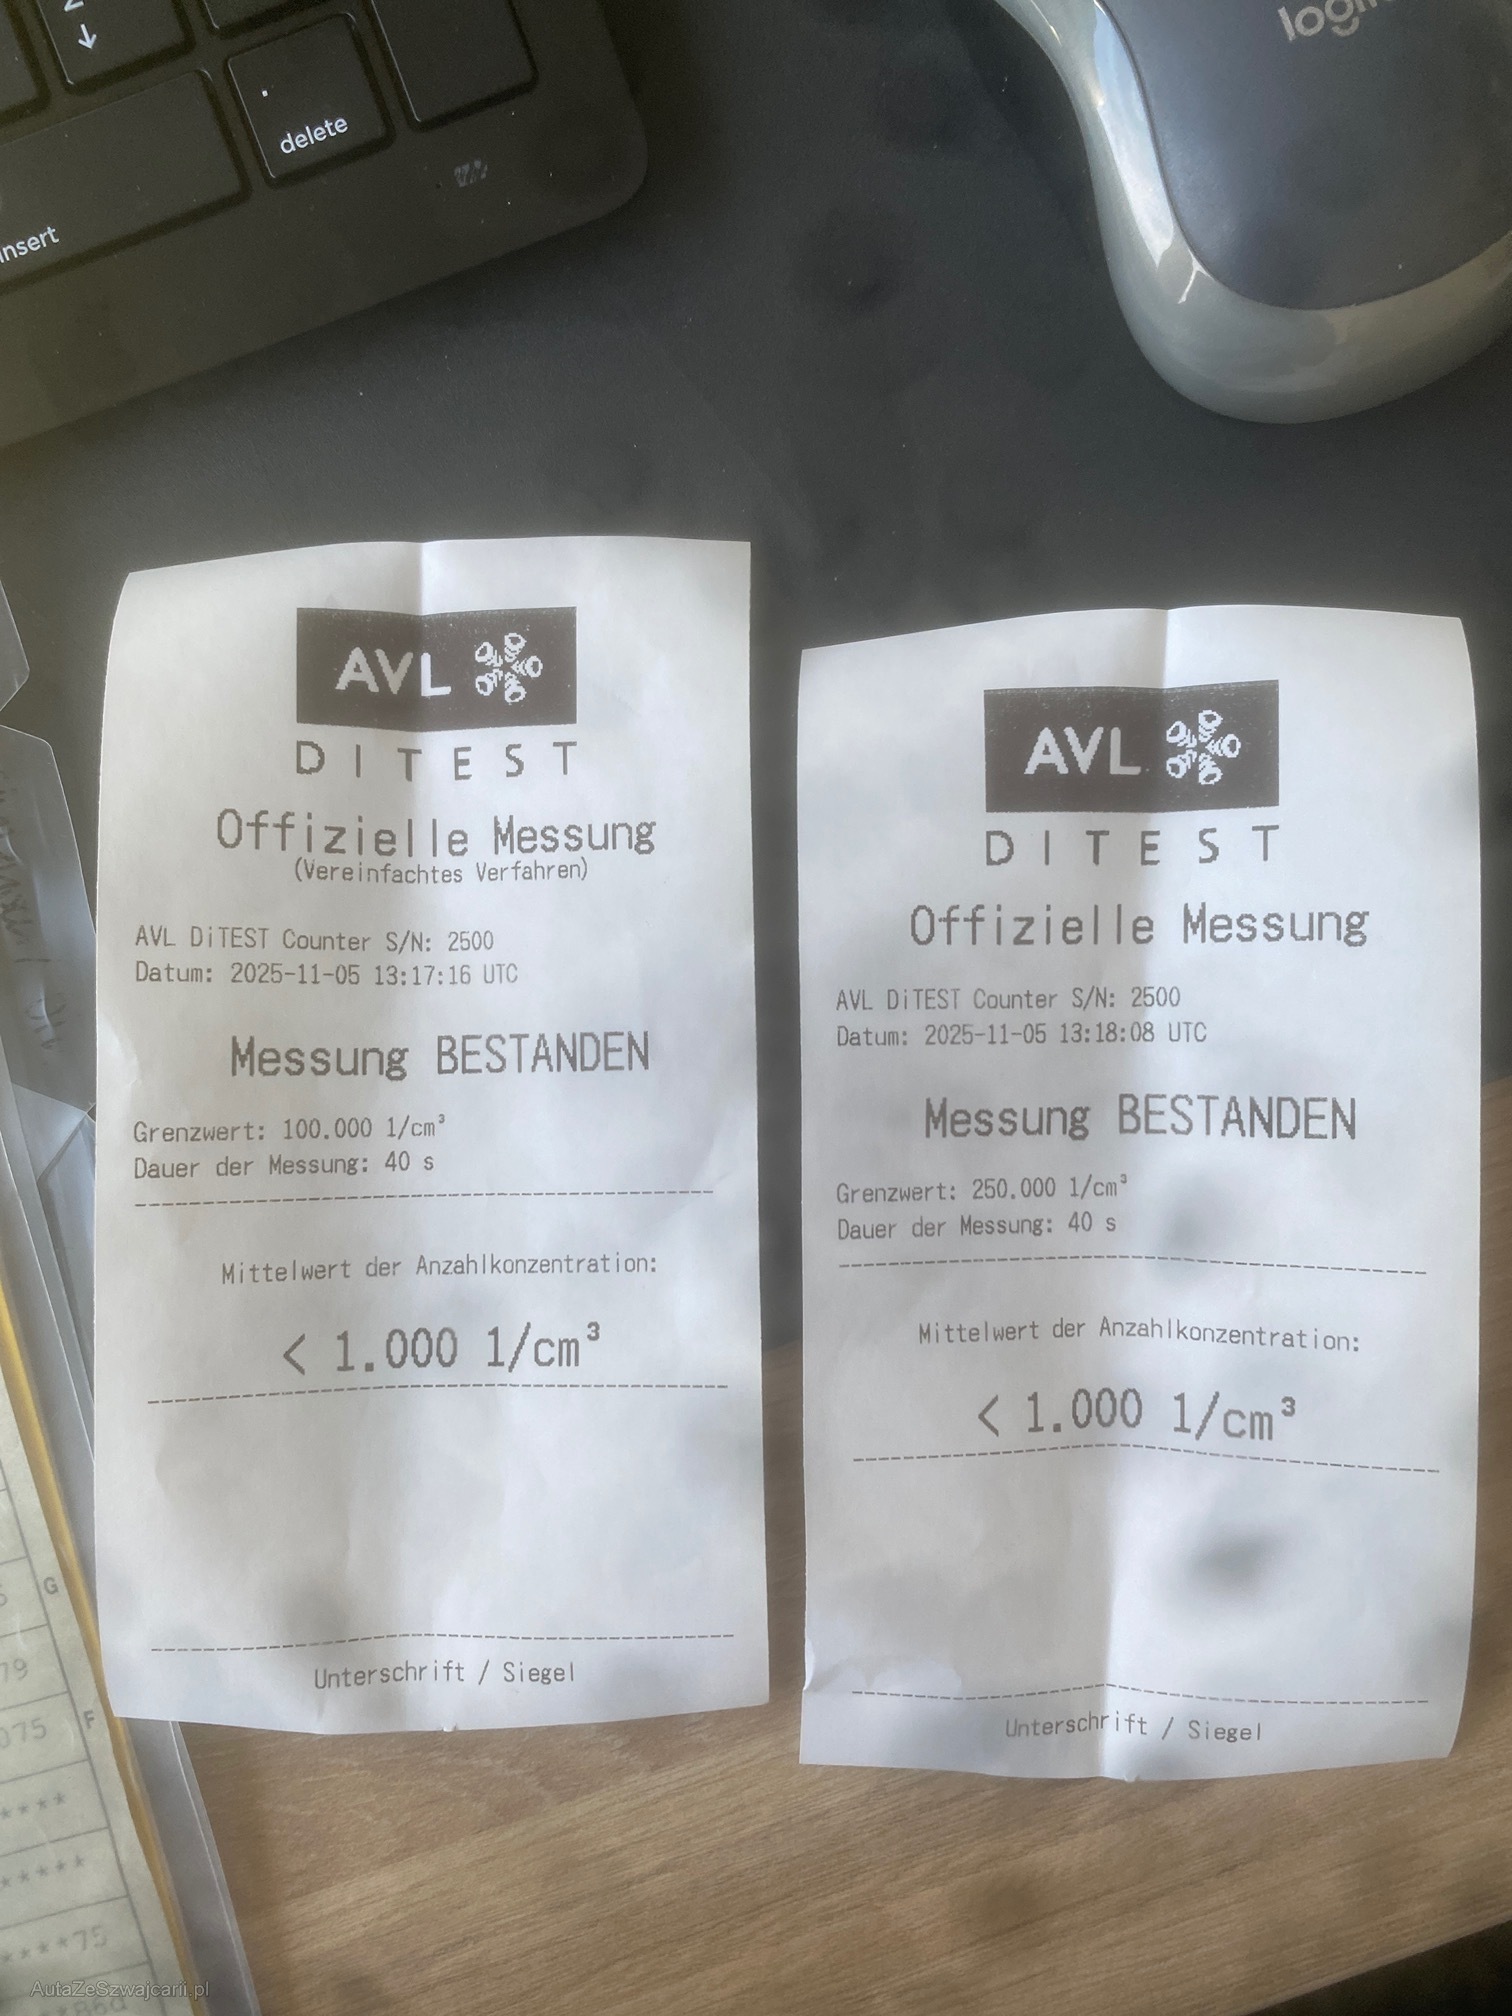 delete
insert
AVL
DITEST
Offizielle Messung
(Vereinfachtes Verfahren)
AVL DiTEST Counter S/N: 2500
Datum: 2025-11-05 13:17:16 UTC
Messung BESTANDEN
Grenzwert: 100.000 1/cm³
Dauer der Messung: 40 s
Mittelwert der Anzahlkonzentration:
< 1.000 1/cm³
Unterschrift / Siegel
AVL
DITEST
Offizielle Messung
AVL DiTEST Counter S/N: 2500
Datum: 2025-11-05 13:18:08 UTC
Messung BESTANDEN
Grenzwert: 250.000 1/cm³
Dauer der Messung: 40 s
Mittelwert der Anzahlkonzentration:
< 1.000 1/cm³
Unterschrift / Siegel
G
79
075 F
****
*****
****75
AutaZeSzwajcarii.pl